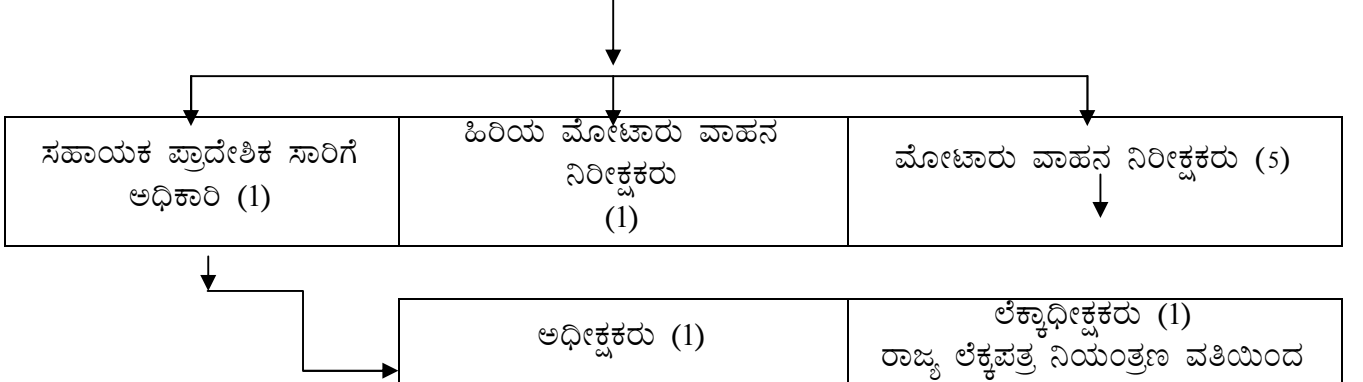 ಸಹಾಯಕ ಪ್ರಾದೇಶಿಕ ಸಾರಿಗೆ
ಅಧಿಕಾರಿ (1)
ಹಿರಿಯ ಮೋಟಾರು ವಾಹನ
ನಿರೀಕ್ಷಕರು
(1)
ಮೋಟಾರು ವಾಹನ ನಿರೀಕ್ಷಕರು (5)
ಅಧೀಕ್ಷಕರು (1)
ಲೆಕ್ಕಾಧೀಕ್ಷಕರು (1)
ರಾಜ್ಯ ಲೆಕ್ಕಪತ್ರ ನಿಯಂತ್ರಣ ವತಿಯಿಂದ